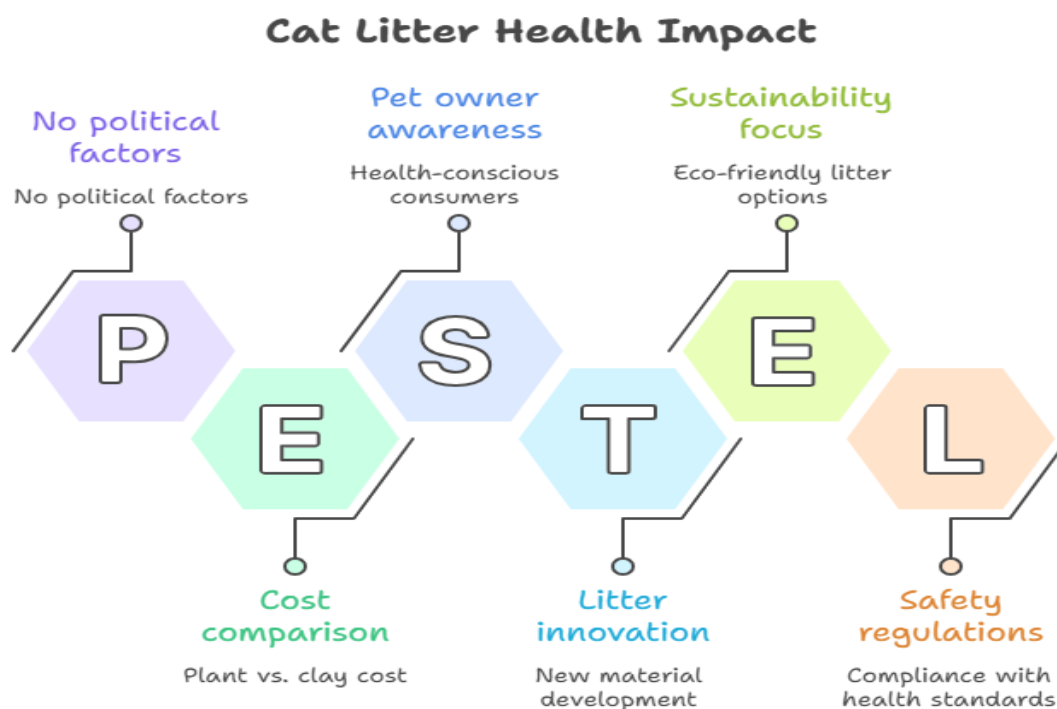 Cat Litter Health Impact
No political
factors
No political factors
Pet owner
awareness
Health-conscious
consumers
Sustainability
focus
Eco-friendly litter
options
P
E
S
T
E
L
Cost
comparison
Plant vs. clay cost
Litter
innovation
New material
development
Safety
regulations
Compliance with
health standards